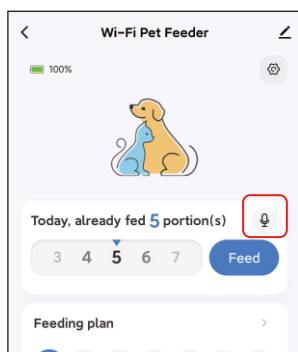 Wi-Fi Pet Feeder
100%
Today, already fed 5 portion(s)
3 4 5 6 7 Feed
Feeding plan